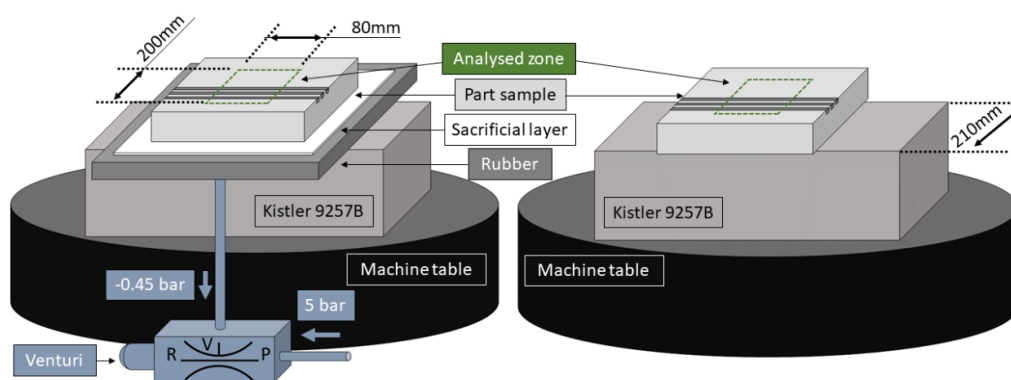 200mm
80mm
Analysed zone
Part sample
Sacrificial layer
Rubber
210mm
Kistler 9257B
Kistler 9257B
Machine table
Machine table
-0.45 bar
5 bar
Venturi
R
V
P